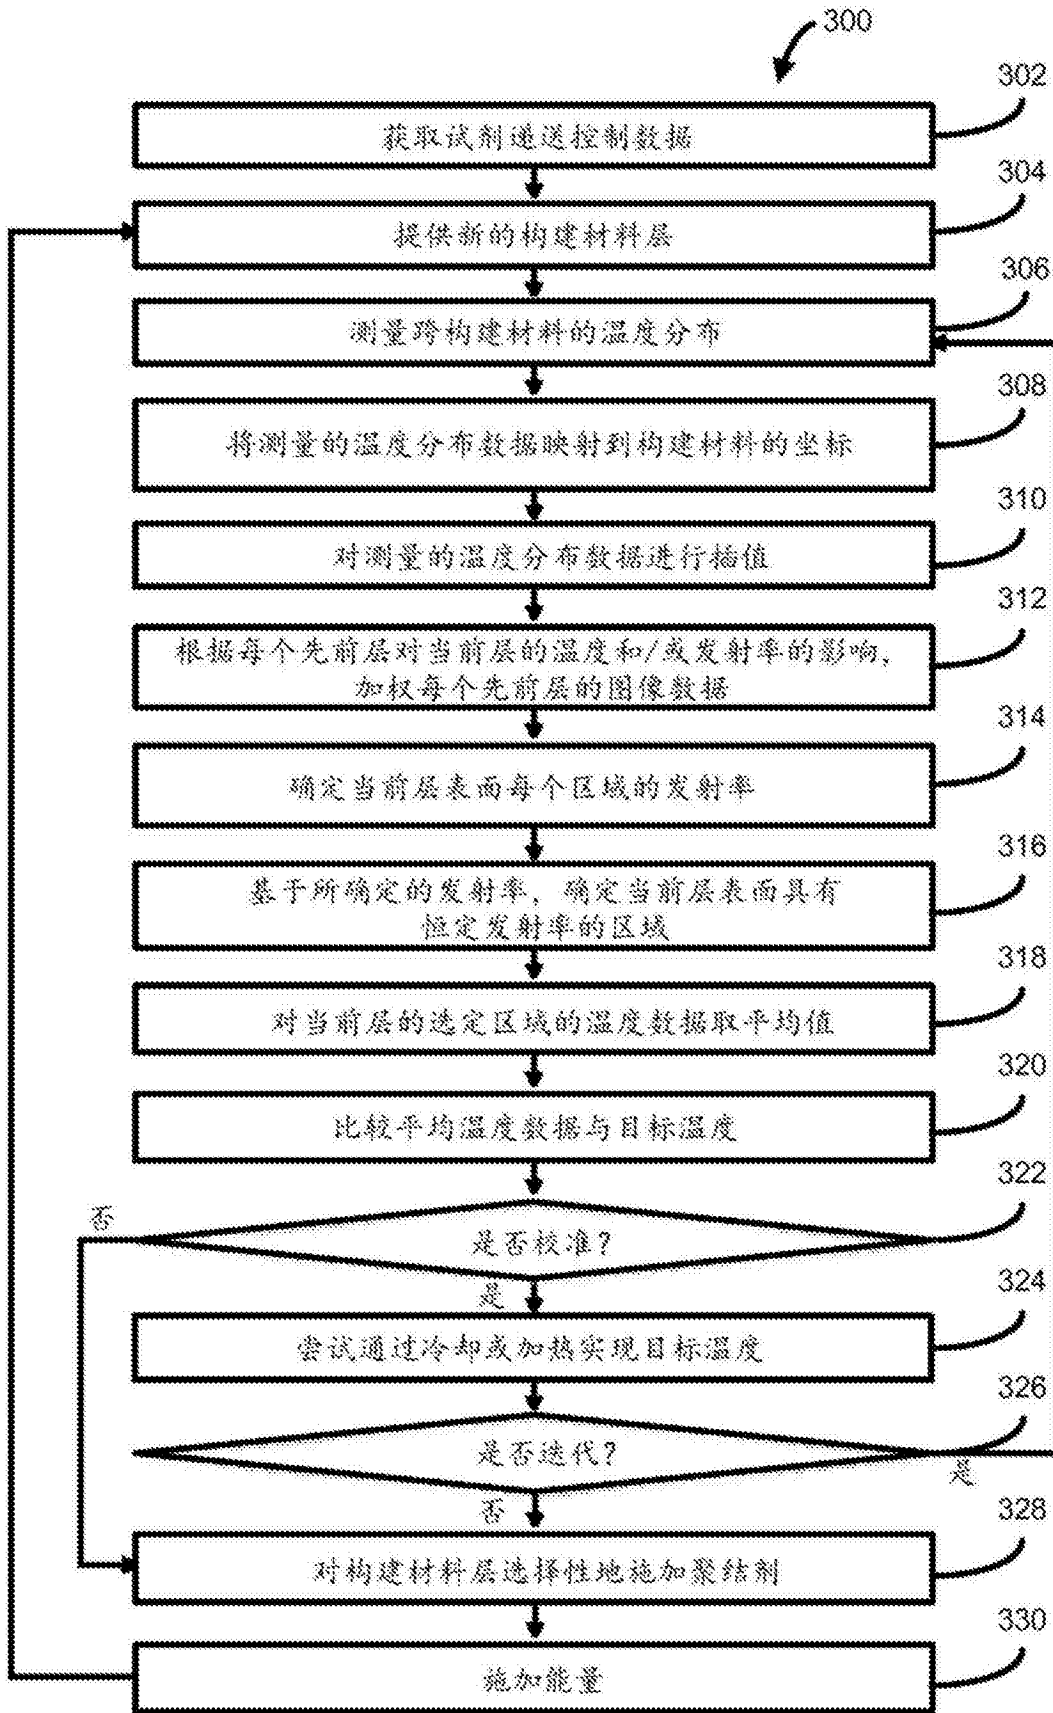 300
302
获取试剂递送控制数据
304
提供新的构建材料层
306
测量跨构建材料的温度分布
308
将测量的温度分布数据映射到构建材料的坐标
310
对测量的温度分布数据进行插值
312
根据每个先前层对当前层的温度和/或发射率的影响,
加权每个先前层的图像数据
314
确定当前层表面每个区域的发射率
316
基于所确定的发射率, 确定当前层表面具有
恒定发射率的区域
318
对当前层的选定区域的温度数据取平均值
320
比较平均温度数据与目标温度
322
否
是否校准?
是
324
尝试通过冷却或加热实现目标温度
326
是否迭代?
是
否
328
对构建材料层选择性地施加聚结剂
330
施加能量